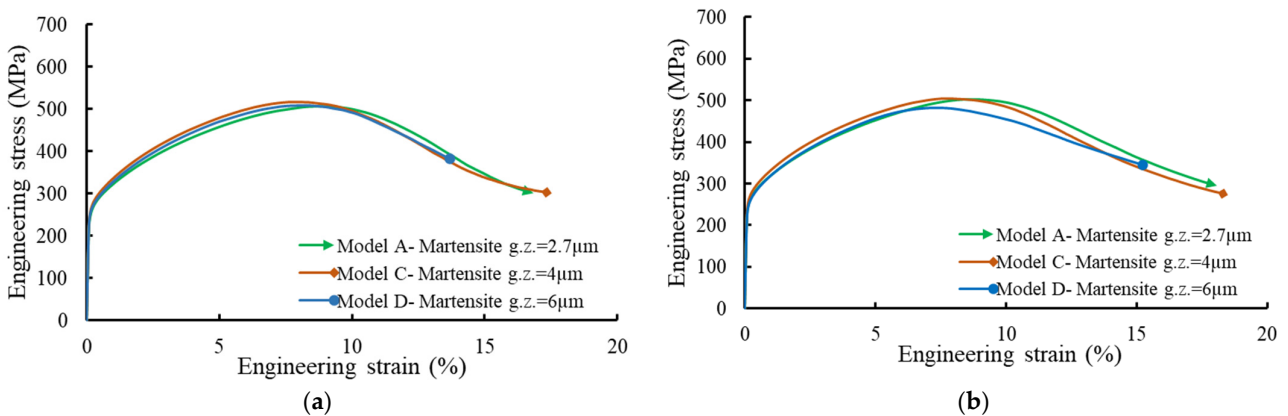 Engineering stress (MPa)
700
600
500
400
300
200
100
0
0 5 10 15 20
Engineering strain (%)
Model A- Martensite g.z.=2.7μm
Model C- Martensite g.z.=4μm
Model D- Martensite g.z.=6μm
(a)
Engineering stress (MPa)
700
600
500
400
300
200
100
0
0 5 10 15 20
Engineering strain (%)
Model A- Martensite g.z.=2.7μm
Model C- Martensite g.z.=4μm
Model D- Martensite g.z.=6μm
(b)